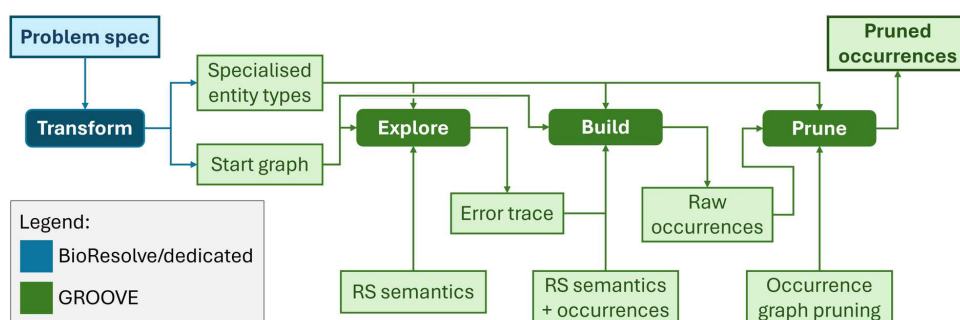 Problem spec
Pruned
occurrences
Specialised
entity types
Transform
Explore
Build
Prune
Start graph
Error trace
Raw
occurrences
Legend:
BioResolve/dedicated
GROOVE
RS semantics
RS semantics
+ occurrences
Occurrence
graph pruning